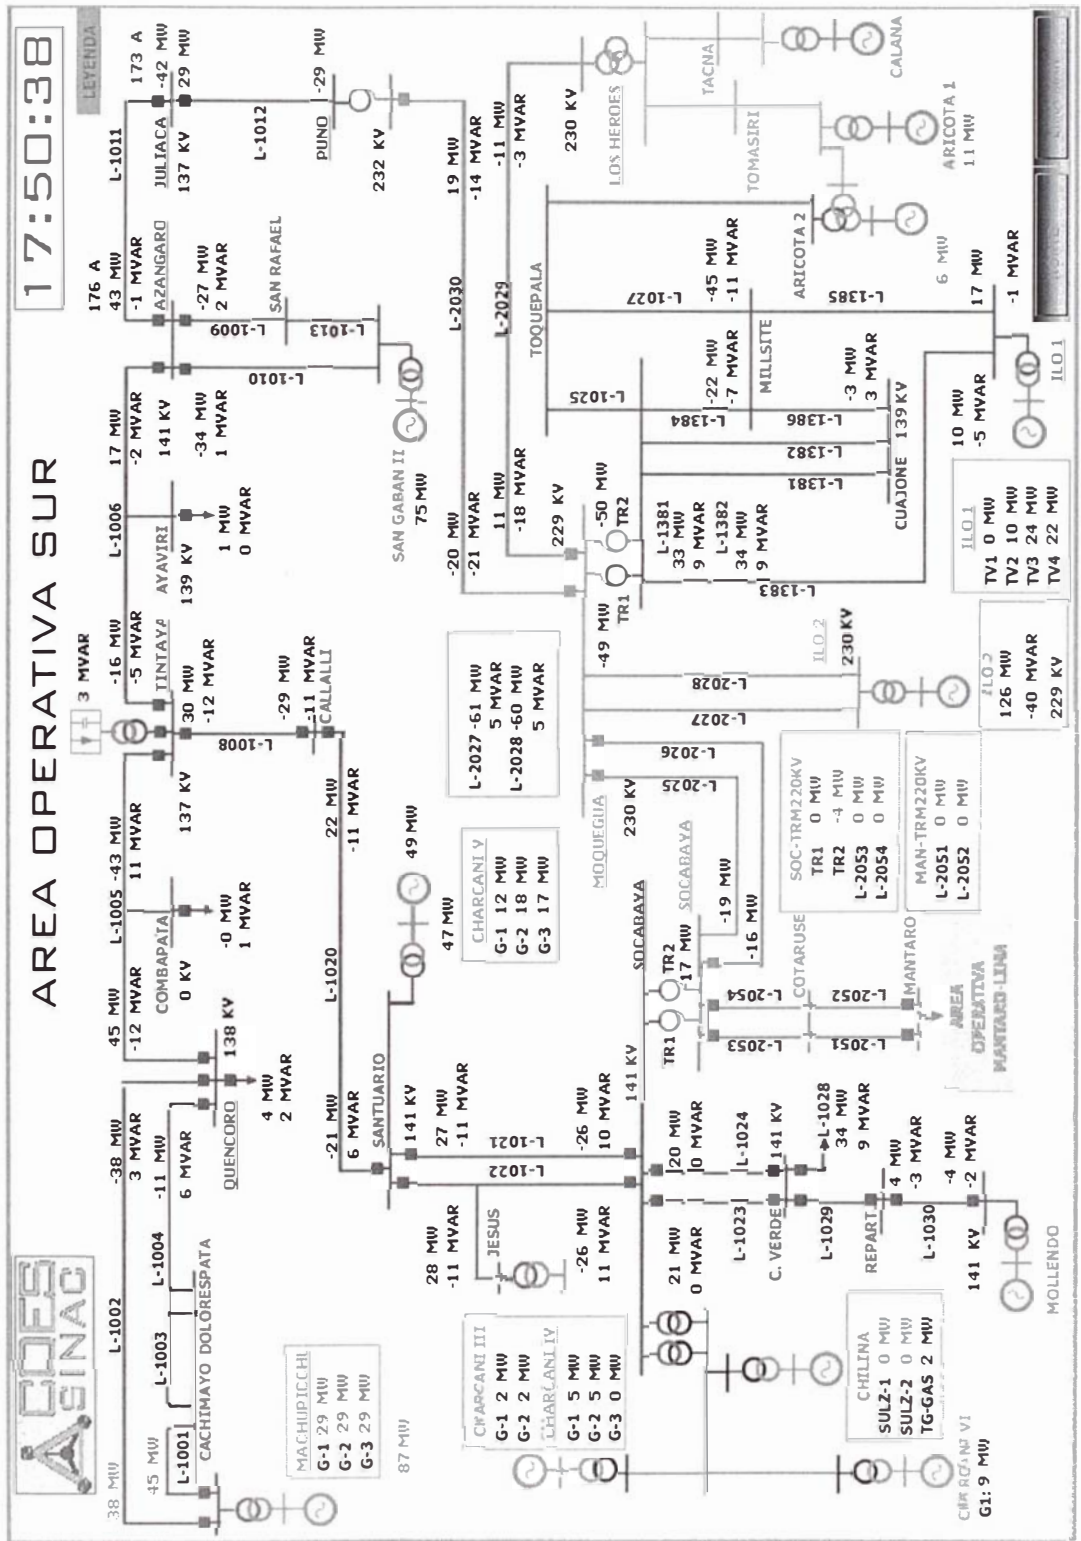 COES
SINAC
AREA OPERATIVA SUR
17:50:38
LEYENDA
38 MW
L-1002
-38 MW
3 MVAR
45 MW
-12 MVAR
L-1005
-43 MW
11 MVAR
3 MVAR
-16 MW
-5 MVAR
L-1006
17 MW
-2 MVAR
176 A
43 MW
-1 MVAR
L-1011
173 A
-42 MW
29 MW
45 MW
L-1001
L-1003
L-1004
-11 MW
6 MVAR
CACHIMAYO DOLORESPATA
QUENCORO
138 KV
4 MW
2 MVAR
COMBAPATA
0 KV
-0 MW
1 MVAR
TINTAYA
137 KV
30 MW
-12 MVAR
AYAVIRI
139 KV
1 MW
0 MVAR
AZANGARO
141 KV
-27 MW
2 MVAR
-34 MW
1 MVAR
JULIACA
137 KV
L-1012
PUNO
-29 MW
232 KV
MACHUPICCHU
G-1 29 MW
G-2 29 MW
G-3 29 MW
87 MW
L-1008
-29 MW
-11 MVAR
CALLALLI
L-1010
L-1009
SAN RAFAEL
L-1013
SAN GABAN II
75 MW
L-1020
22 MW
-11 MVAR
-21 MW
6 MVAR
SANTUARIO
141 KV
27 MW
-11 MVAR
47 MW
49 MW
-20 MW
-21 MVAR
L-2030
19 MW
-14 MVAR
28 MW
-11 MVAR
JESUS
L-1021
L-1022
-26 MW
10 MVAR
-26 MW
11 MVAR
CHARCANI V
G-1 12 MW
G-2 18 MW
G-3 17 MW
L-2027 -61 MW
5 MVAR
L-2028 -60 MW
5 MVAR
11 MW
-18 MVAR
L-2029
-11 MW
-3 MVAR
229 KV
230 KV
LOS HEROES
TACNA
CALANA
TOMASIRI
ARICOTA 1
11 MW
ARICOTA 2
6 MW
CHARCANI III
G-1 2 MW
G-2 2 MW
CHARCANI IV
G-1 5 MW
G-2 5 MW
G-3 0 MW
MOQUEGUA
230 KV
-49 MW
TR1
-50 MW
TR2
TOQUEPALA
L-1025
L-1027
-45 MW
-11 MVAR
L-1384
-22 MW
-7 MVAR
MILLSITE
L-1385
L-1386
-3 MW
3 MVAR
L-1382
L-1381
CUAJONE
139 KV
L-1381
33 MW
9 MVAR
L-1382
34 MW
9 MVAR
L-1383
17 MW
-1 MVAR
10 MW
-5 MVAR
ILO 1
141 KV
SOCABAYA
SOCABAYA
TR1
TR2
17 MW
-19 MW
-16 MW
L-2025
L-2026
L-2027
L-2028
ILO 2
230 KV
21 MW
0 MVAR
20 MW
0 MVAR
L-1023
L-1024
C. VERDE
141 KV
L-1028
34 MW
9 MVAR
L-1029
REPART.
4 MW
-3 MVAR
L-1030
-4 MW
-2 MVAR
141 KV
MOLLENDO
L-2053
L-2054
COTARUSE
L-2051
L-2052
MANTARO
AREA
OPERATIVA
MANTARO-LIMA
SOC-TRM220KV
TR1 0 MW
TR2 -4 MW
L-2053 0 MW
L-2054 0 MW
MAN-TRM220KV
L-2051 0 MW
L-2052 0 MW
ILO 2
126 MW
-40 MVAR
229 KV
ILO 1
TV1 0 MW
TV2 10 MW
TV3 24 MW
TV4 22 MW
CHILINA
SULZ-1 0 MW
SULZ-2 0 MW
TG-GAS 2 MW
CHARCANI VI
G1: 9 MW